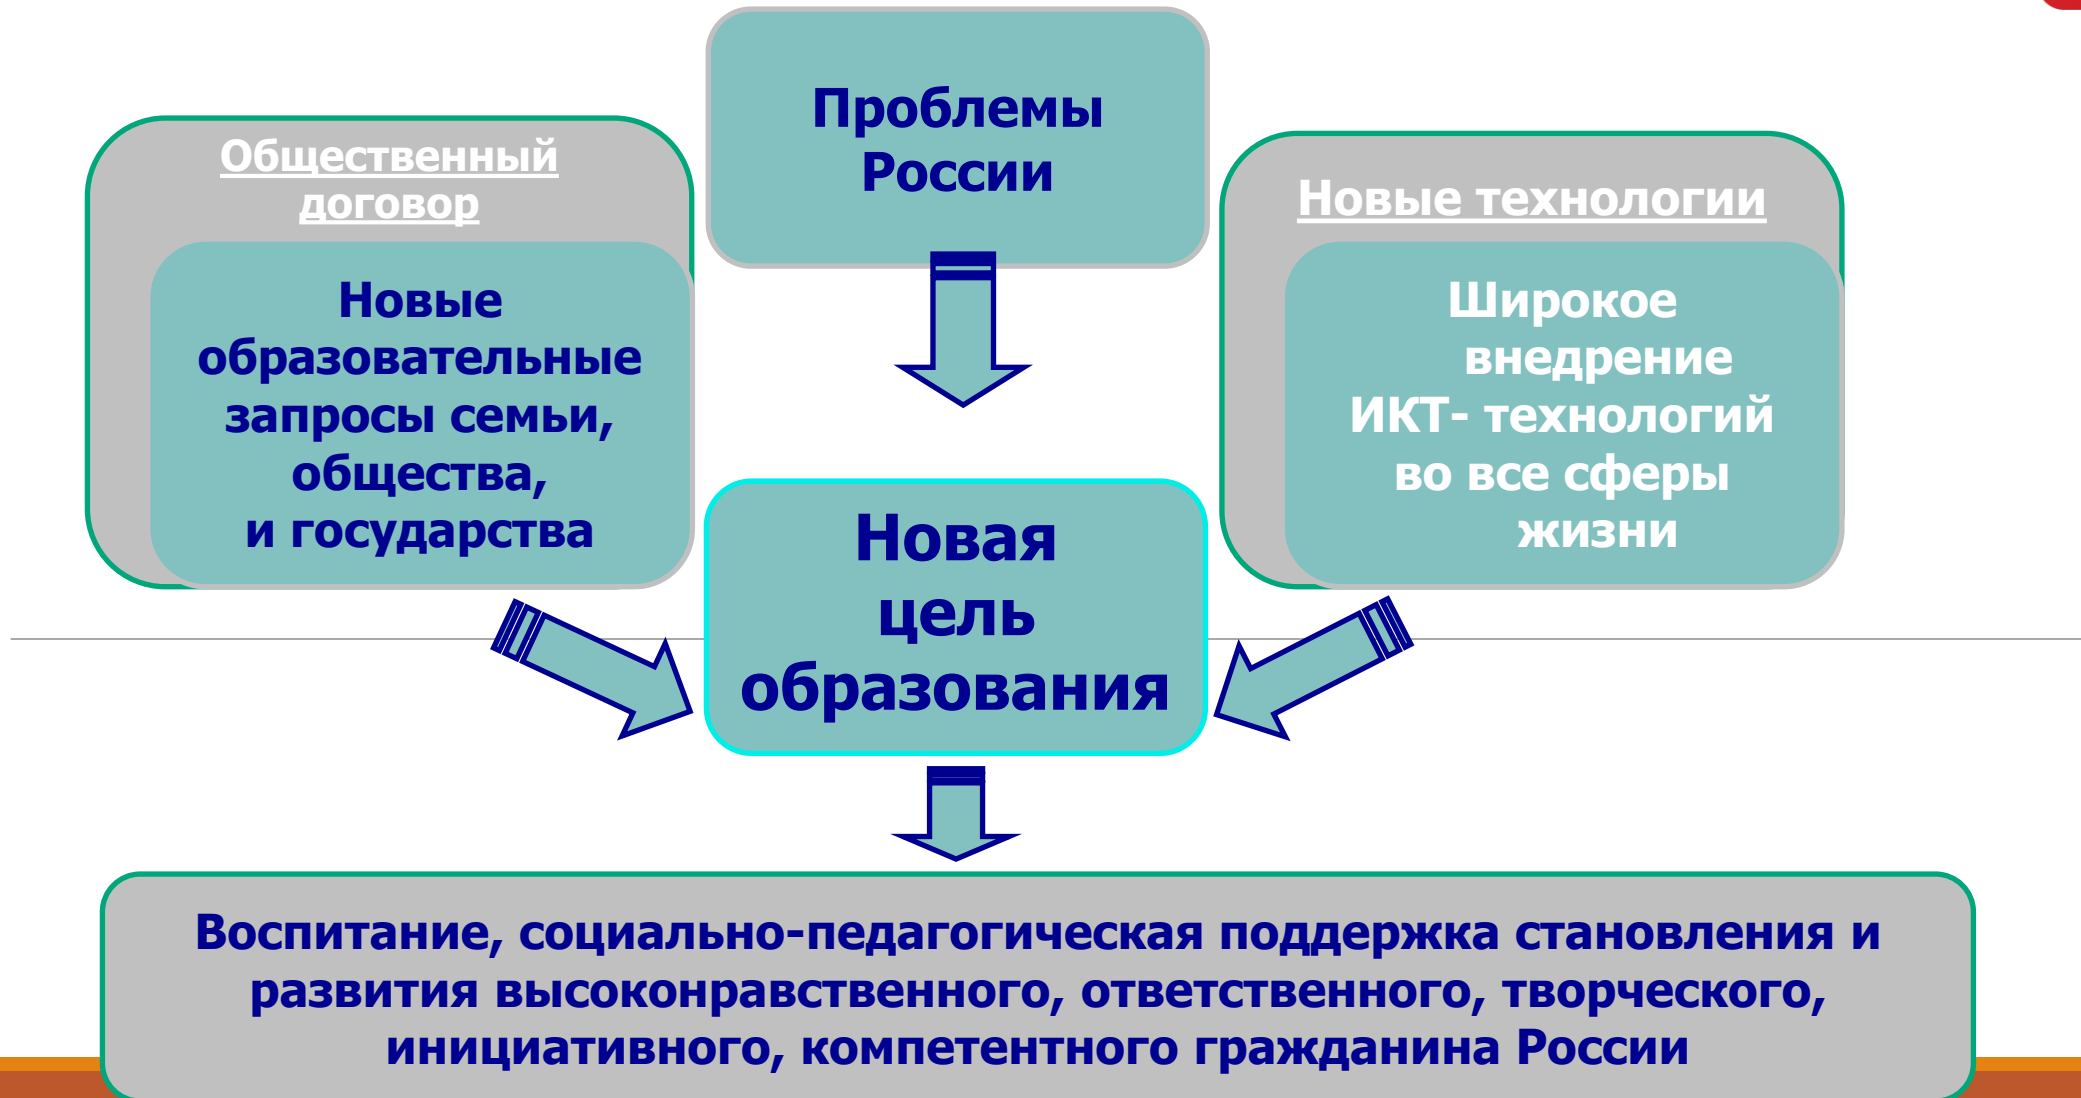 Проблемы
России
Общественный
договор
Новые
образовательные
запросы семьи,
общества,
и государства
Новые технологии
Широкое
внедрение
ИКТ- технологий
во все сферы
жизни
Новая
цель
образования
Воспитание, социально-педагогическая поддержка становления и
развития высоконравственного, ответственного, творческого,
инициативного, компетентного гражданина России